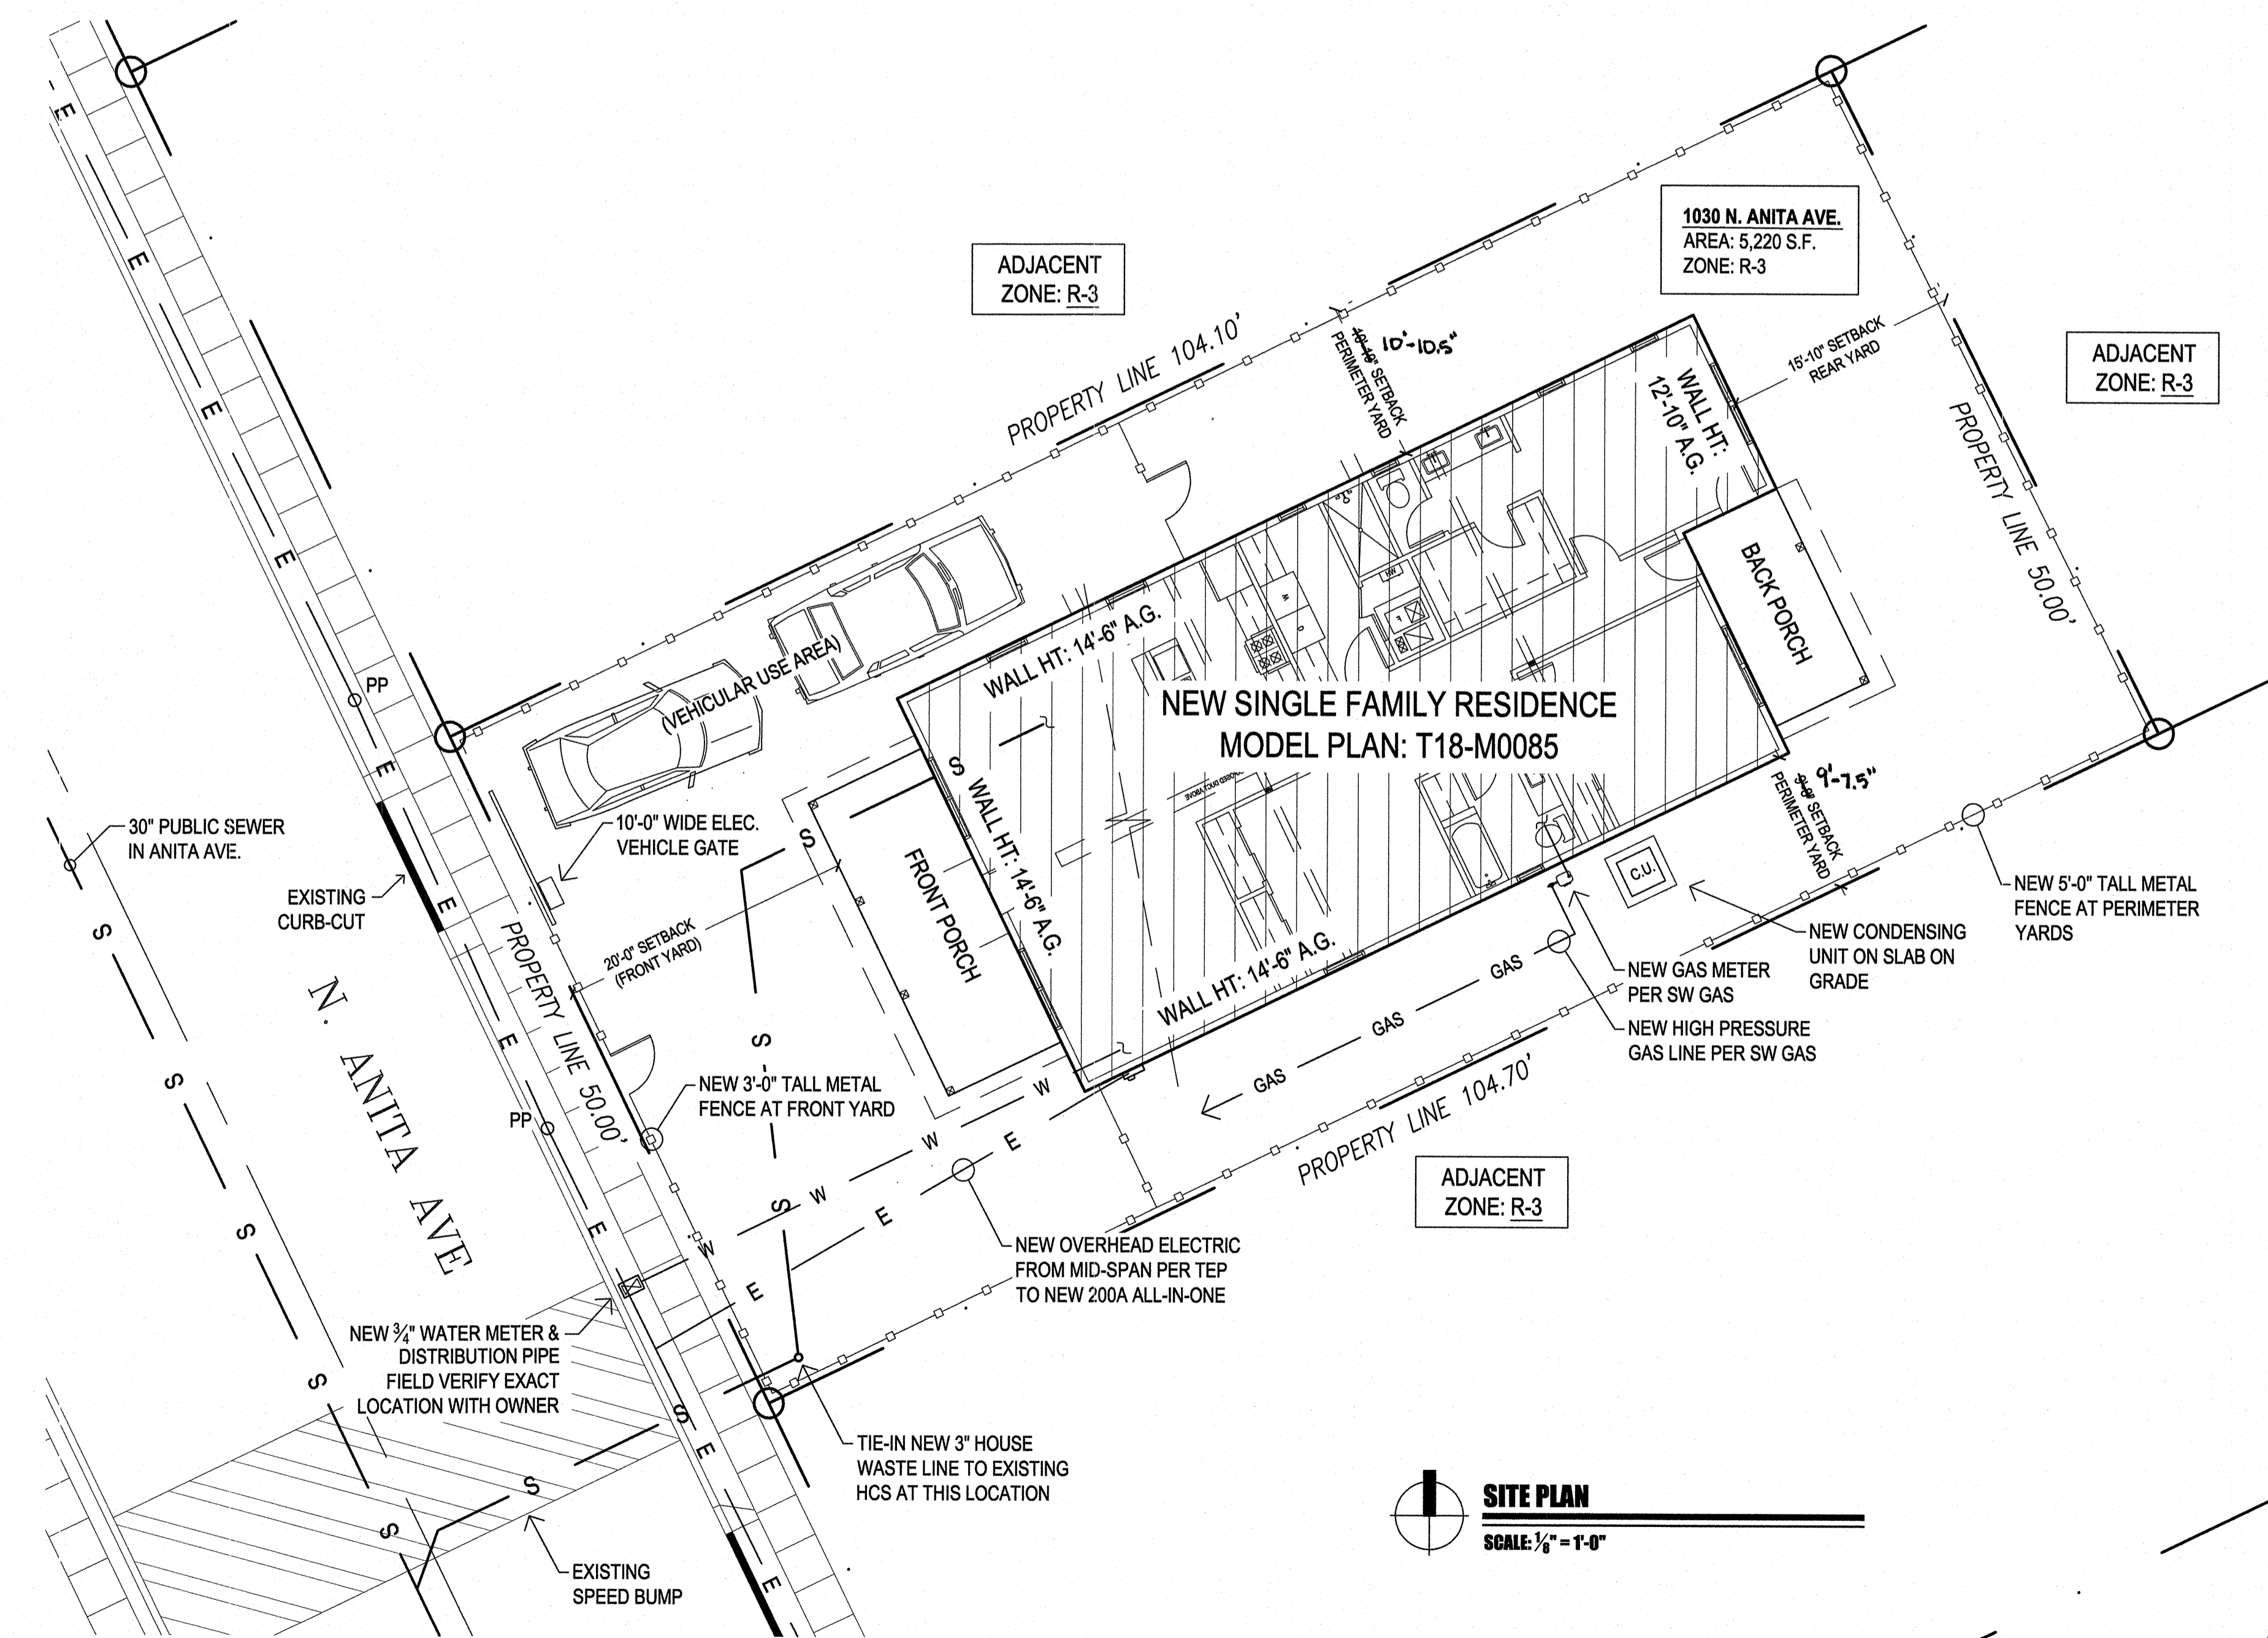 ADJACENT
ZONE: R-3
1030 N. ANITA AVE.
AREA: 5,220 S.F.
ZONE: R-3
ADJACENT
ZONE: R-3
PROPERTY LINE 104.10'
10'-10" SETBACK
PERIMETER YARD
10'-10.5"
15'-10" SETBACK
REAR YARD
WALL HT:
12'-10" A.G.
PROPERTY LINE 50.00'
BACK PORCH
(VEHICULAR USE AREA)
WALL HT: 14'-6" A.G.
M
D
HW
F
NEW SINGLE FAMILY RESIDENCE
MODEL PLAN: T18-M0085
WALL HT: 14'-6" A.G.
FRONT PORCH
WALL HT: 14'-6" A.G.
9'-8" SETBACK
PERIMETER YARD
9'-7.5"
C.U.
PP
10'-0" WIDE ELEC.
VEHICLE GATE
30" PUBLIC SEWER
IN ANITA AVE.
EXISTING
CURB-CUT
20'-0" SETBACK
(FRONT YARD)
PROPERTY LINE 50.00'
N. ANITA AVE
NEW 5'-0" TALL METAL
FENCE AT PERIMETER
YARDS
NEW CONDENSING
UNIT ON SLAB ON
GRADE
NEW GAS METER
PER SW GAS
NEW HIGH PRESSURE
GAS LINE PER SW GAS
GAS
GAS
GAS
PROPERTY LINE 104.70'
NEW 3'-0" TALL METAL
FENCE AT FRONT YARD
PP
ADJACENT
ZONE: R-3
NEW OVERHEAD ELECTRIC
FROM MID-SPAN PER TEP
TO NEW 200A ALL-IN-ONE
NEW 3/4" WATER METER &
DISTRIBUTION PIPE
FIELD VERIFY EXACT
LOCATION WITH OWNER
TIE-IN NEW 3" HOUSE
WASTE LINE TO EXISTING
HCS AT THIS LOCATION
EXISTING
SPEED BUMP
E
E
E
E
E
E
E
E
E
E
E
E
E
E
S
S
S
S
S
S
S
S
S
S
S
S
W
W
W
W
SITE PLAN
SCALE: 1/8" = 1'-0"